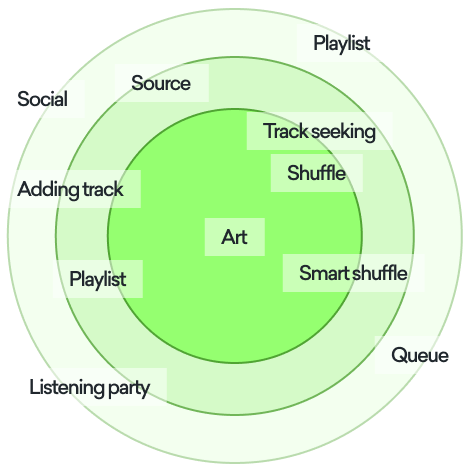 Playlist
Source
Social
Track seeking
Shuffle
Adding track
Art
Playlist
Smart shuffle
Queue
Listening party